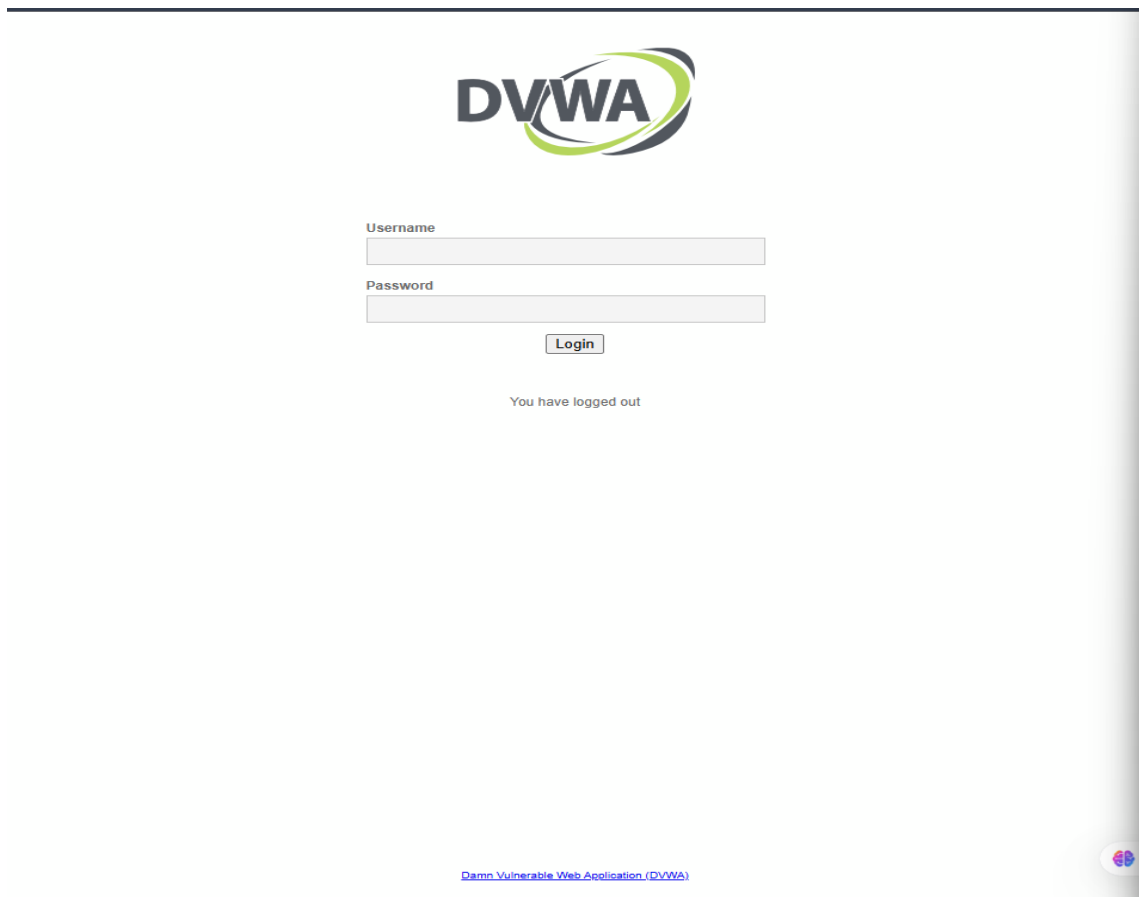 DVWA
Username
Password
Login
You have logged out
Damn Vulnerable Web Application (DVWA)